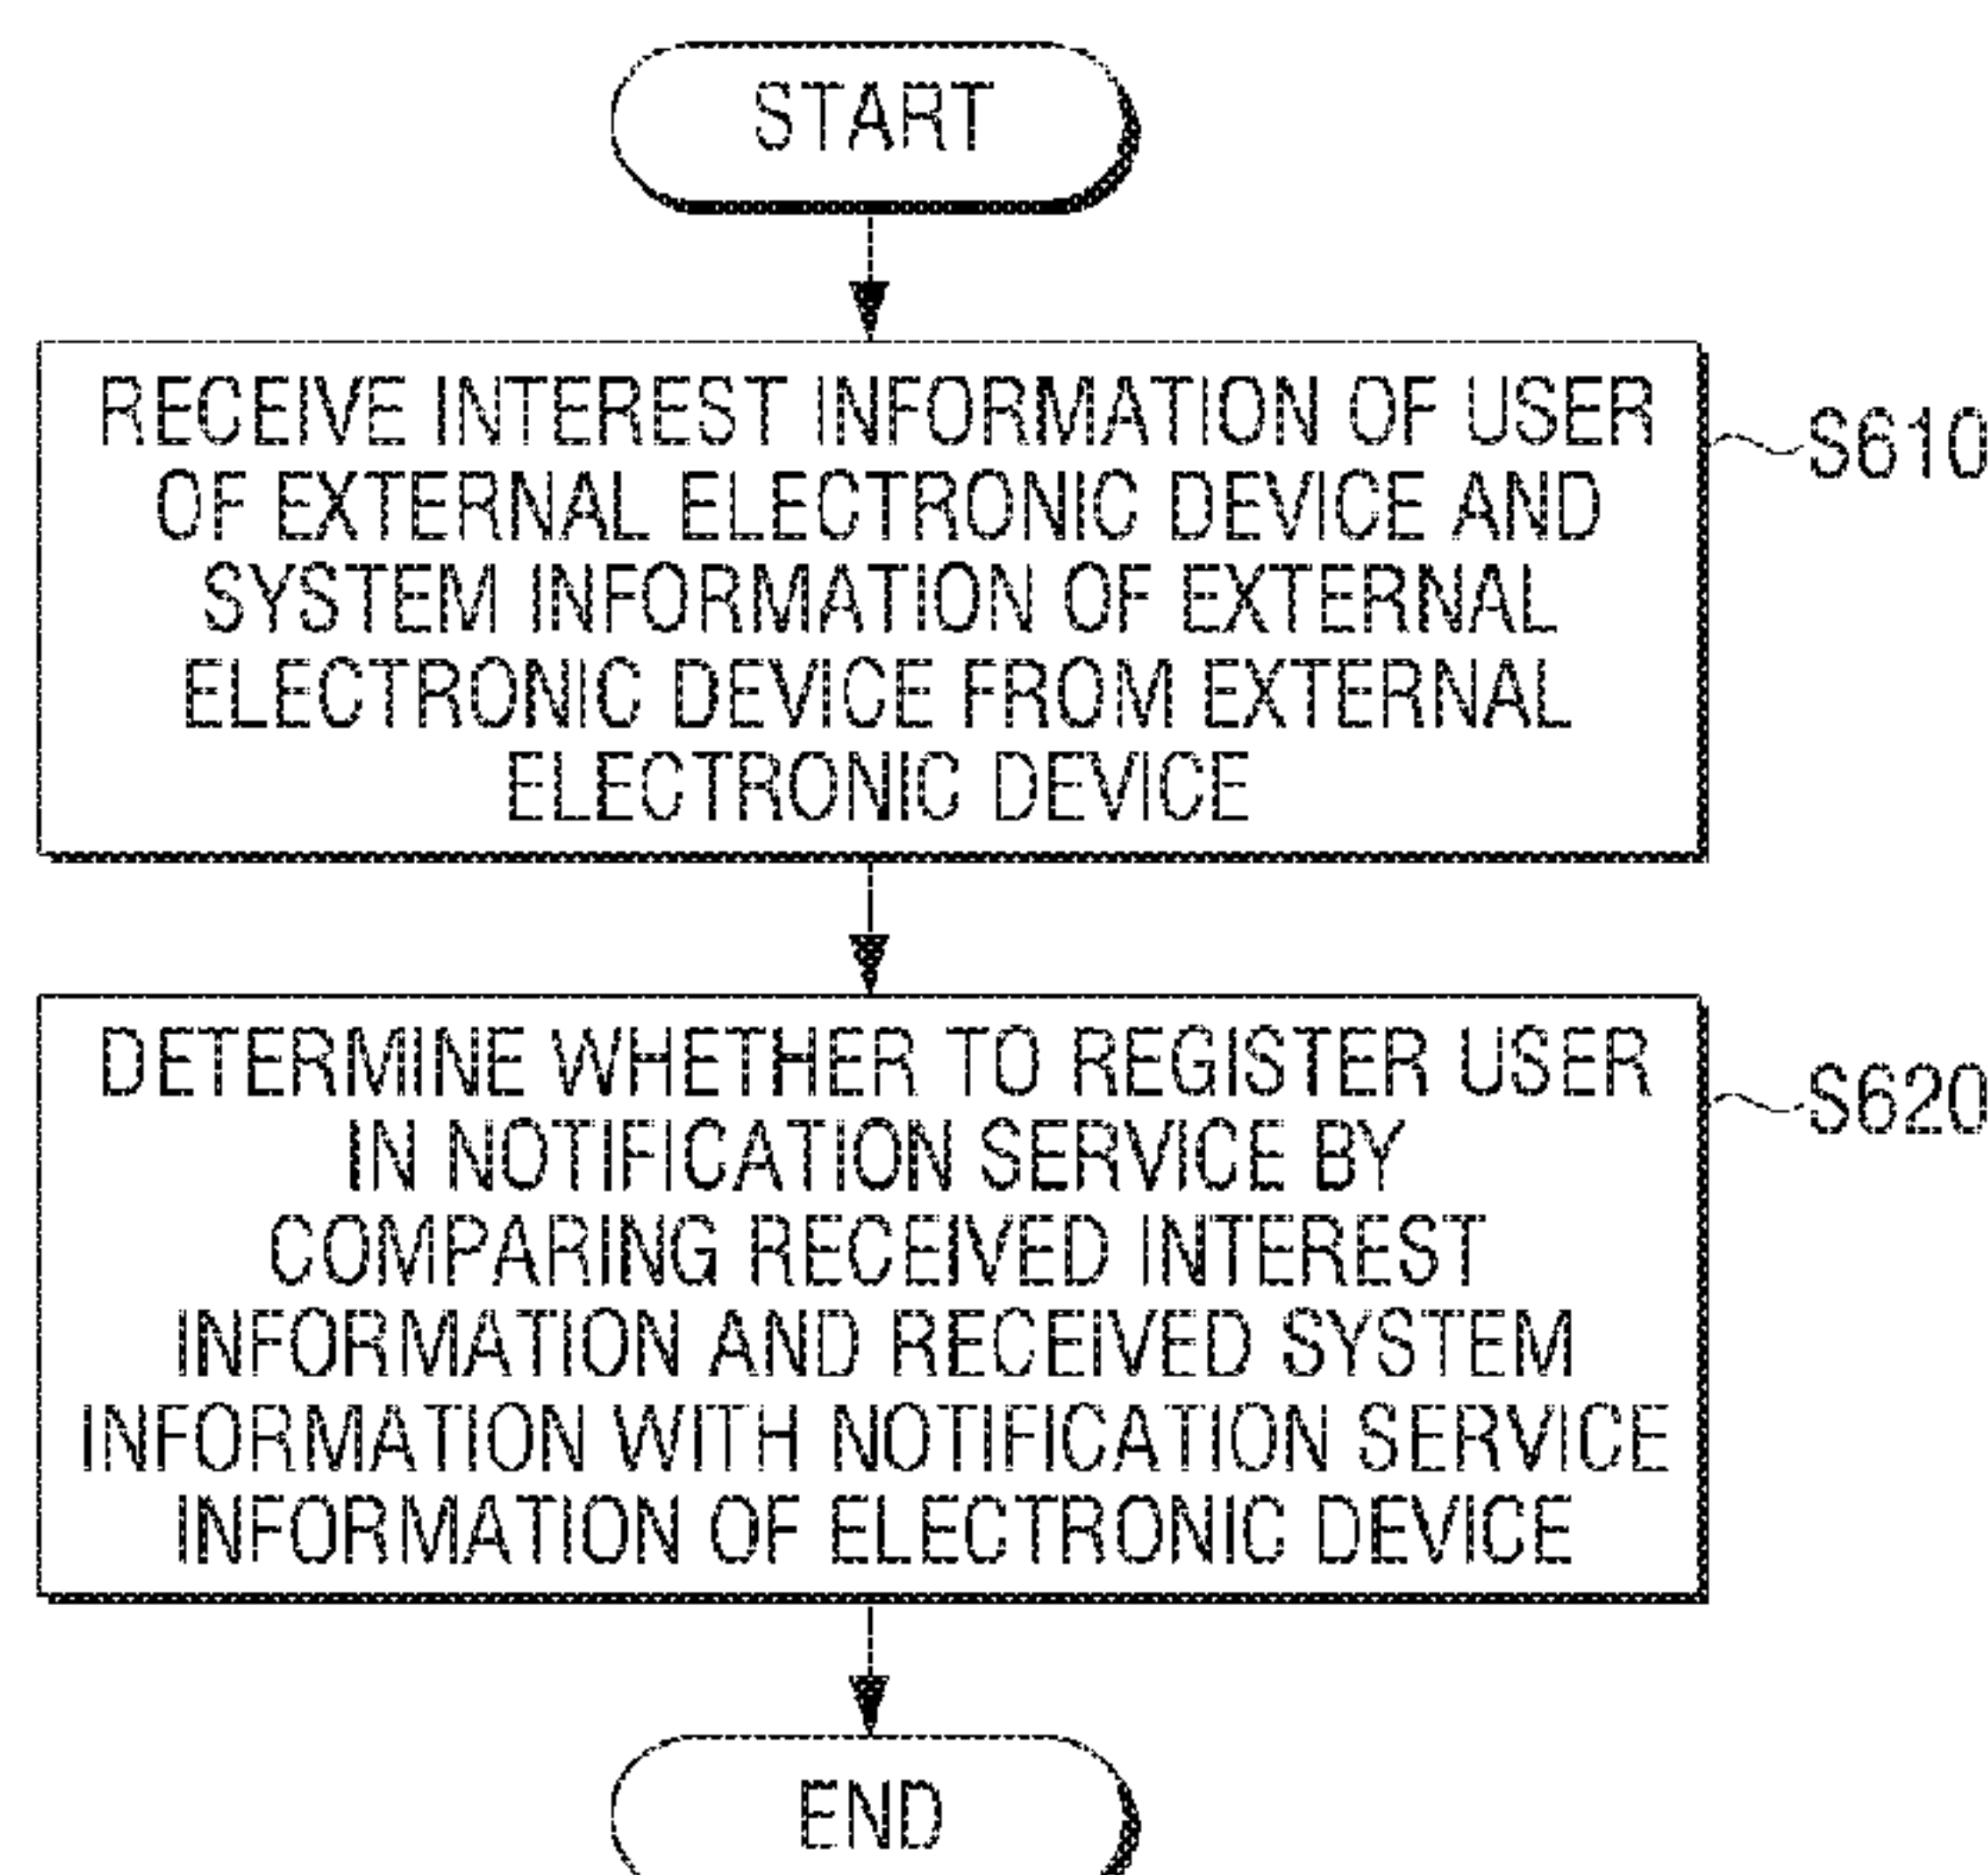 START
RECEIVE INTEREST INFORMATION OF USER
OF EXTERNAL ELECTRONIC DEVICE AND
SYSTEM INFORMATION OF EXTERNAL
ELECTRONIC DEVICE FROM EXTERNAL
ELECTRONIC DEVICE
S610
DETERMINE WHETHER TO REGISTER USER
IN NOTIFICATION SERVICE BY
COMPARING RECEIVED INTEREST
INFORMATION AND RECEIVED SYSTEM
INFORMATION WITH NOTIFICATION SERVICE
INFORMATION OF ELECTRONIC DEVICE
S620
END